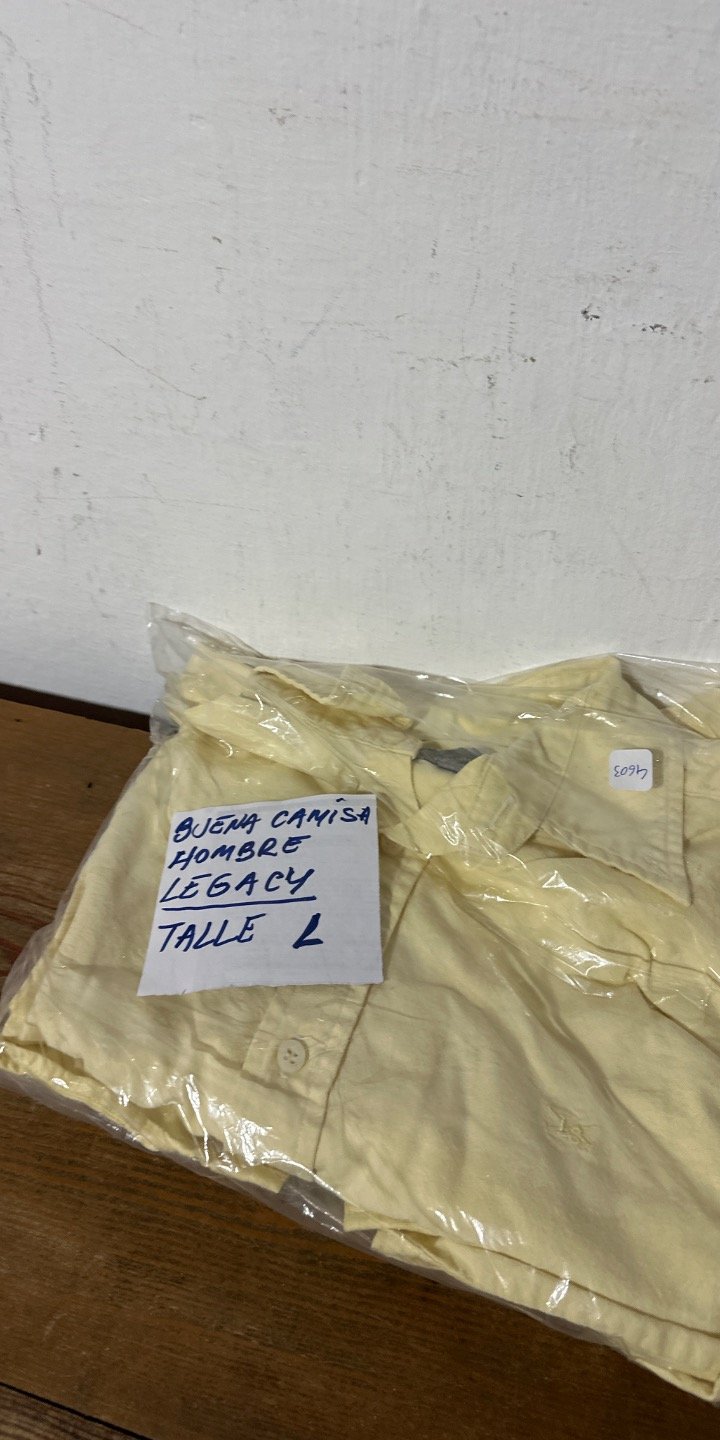 BUENA CAMISA
HOMBRE
LEGACY
TALLE L
4603